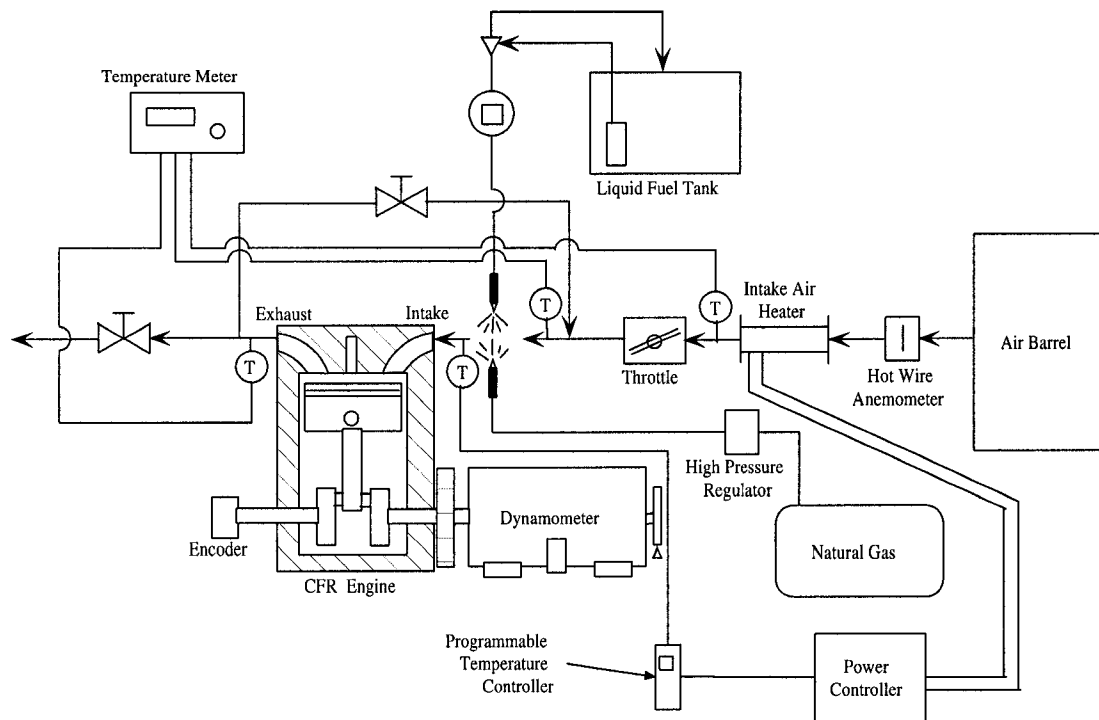 Temperature Meter
Liquid Fuel Tank
Exhaust
Intake
T
T
T
T
Intake Air
Heater
Throttle
Hot Wire
Anemometer
Air Barrel
High Pressure
Regulator
Natural Gas
Encoder
Dynamometer
CFR Engine
Programmable
Temperature
Controller
Power
Controller